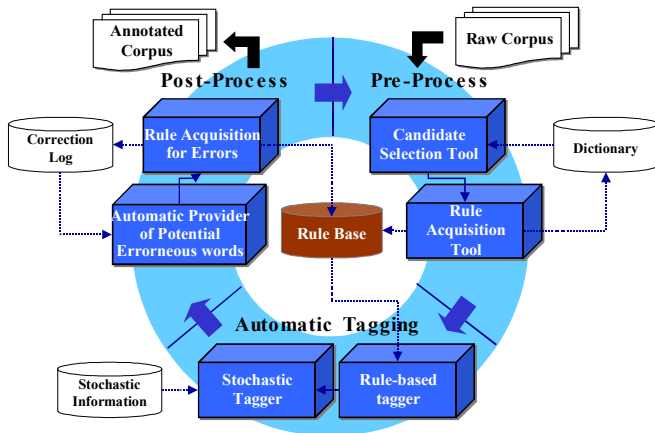 Annotated
Corpus
Raw Corpus
Post-Process
Pre-Process
Correction
Log
Rule Acquisition
for Errors
Candidate
Selection Tool
Dictionary
Automatic Provider
of Potential
Errorneous words
Rule Base
Rule
Acquisition
Tool
Automatic Tagging
Stochastic
Information
Stochastic
Tagger
Rule-based
tagger